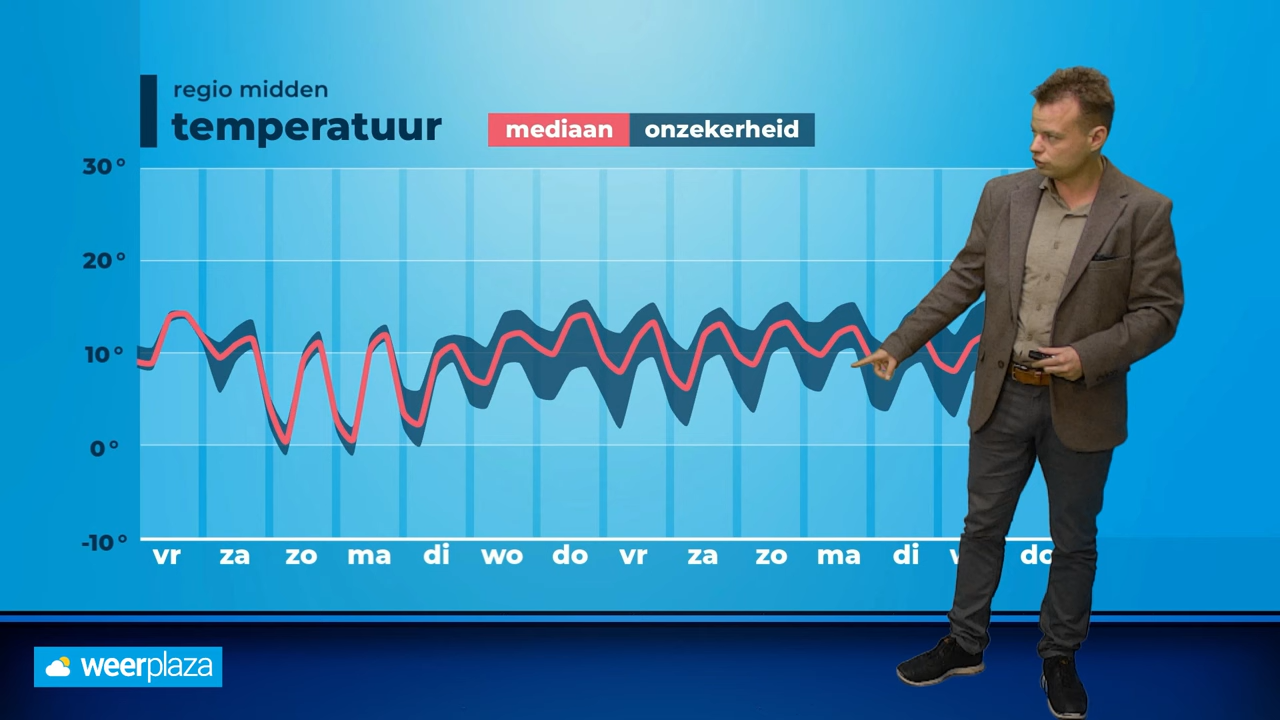 regio midden
temperatuur
mediaan onzekerheid
30°
20°
10°
0°
-10°
vr za zo ma di wo do vr za zo ma di do
weerplaza